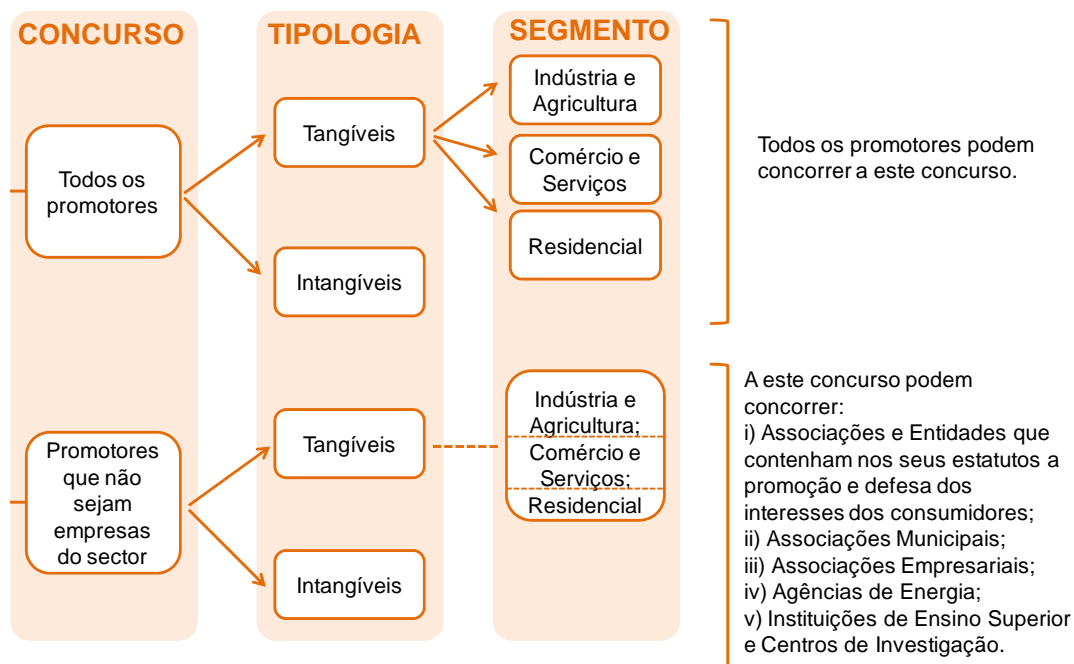 CONCURSO
TIPOLOGIA
SEGMENTO
Todos os
promotores
Tangíveis
Intangíveis
Indústria e
Agricultura
Comércio e
Serviços
Residencial
Todos os promotores podem
concorrer a este concurso.
Promotores
que não
sejam
empresas
do sector
Tangíveis
Intangíveis
Indústria e
Agricultura;
Comércio e
Serviços;
Residencial
A este concurso podem
concorrer:
i) Associações e Entidades que
contenham nos seus estatutos a
promoção e defesa dos
interesses dos consumidores;
ii) Associações Municipais;
iii) Associações Empresariais;
iv) Agências de Energia;
v) Instituições de Ensino Superior
e Centros de Investigação.